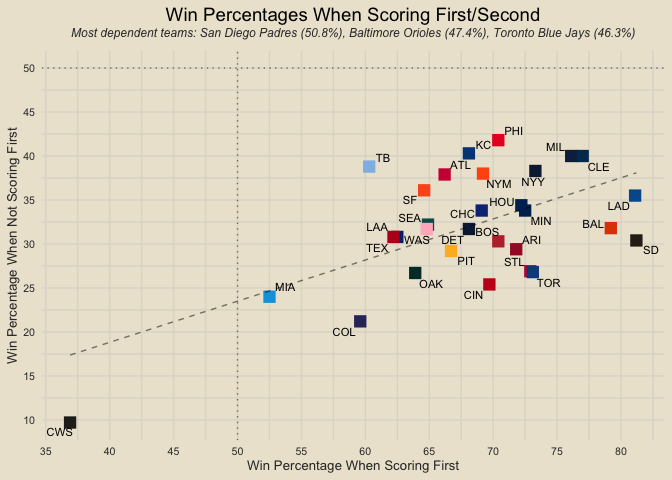 Win Percentages When Scoring First/Second
Most dependent teams: San Diego Padres (50.8%), Baltimore Orioles (47.4%), Toronto Blue Jays (46.3%)
Win Percentage When Not Scoring First
50
45
40
35
30
25
20
15
10
PHI
KC
MIL
CLE
TB
ATL
NYM
NYY
SF
LAD
HOU
CHC
MIN
SEA
BAL
LAA
WAS
DET
BOS
ARI
SD
TEX
PIT
STL
OAK
TOR
CIN
MIA
COL
CWS
35
40
45
50
55
60
65
70
75
80
Win Percentage When Scoring First